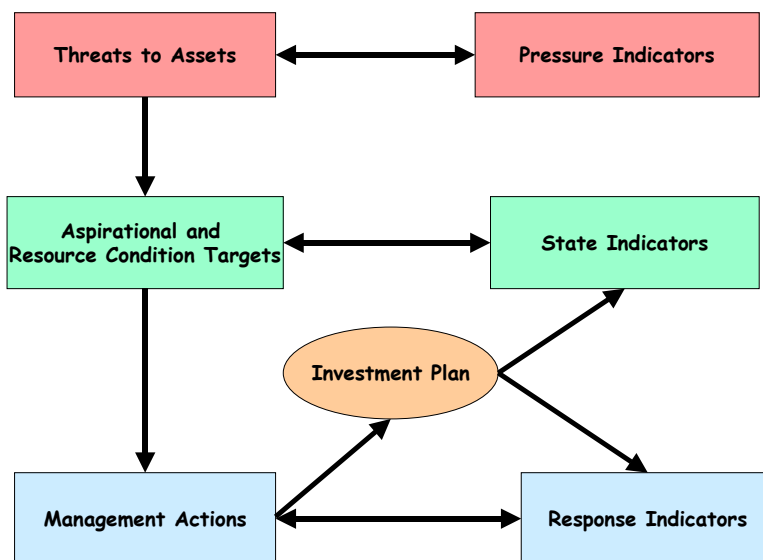 Threats to Assets
Pressure Indicators
Aspirational and
Resource Condition Targets
State Indicators
Investment Plan
Management Actions
Response Indicators